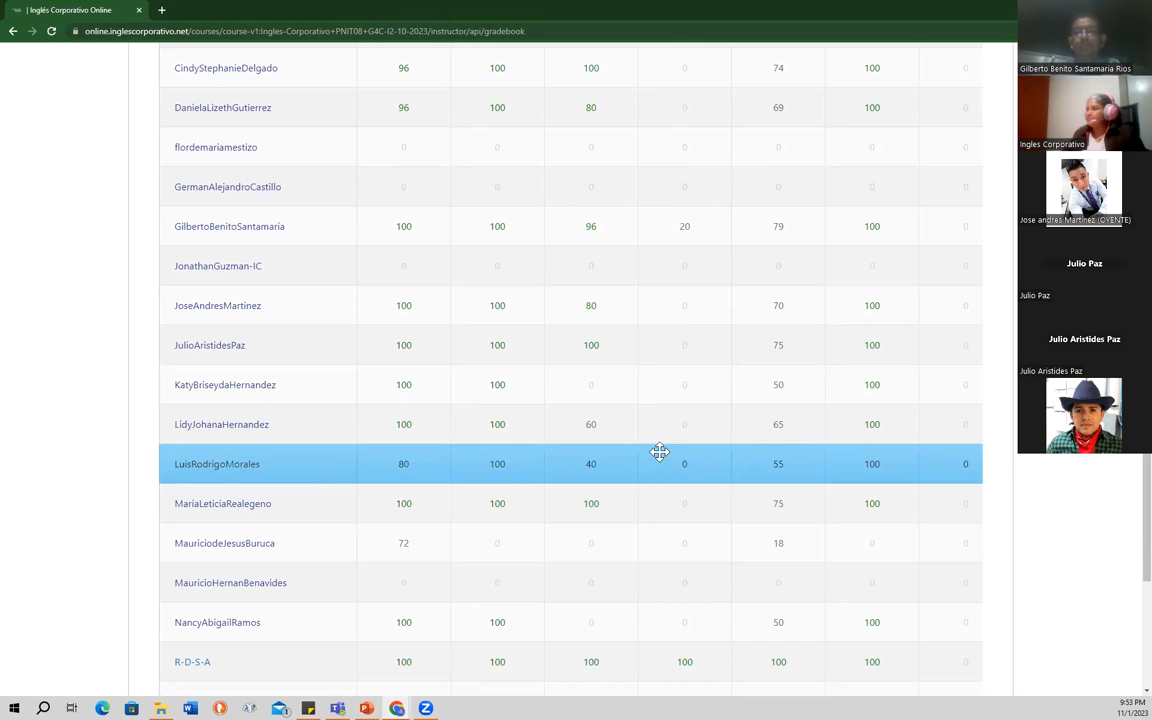 | Inglés Corporativo Online
online.inglescorporativo.net/courses/course-v1:Ingles-Corporativo+PNIT08+G4C-I2-10-2023/instructor/api/gradebook
CindyStephanieDelgado 96 100 100 0 74 100 0
DanielaLizethGutierrez 96 100 80 0 69 100 0
flordemariamestizo 0 0 0 0 0 0 0
GermanAlejandroCastillo 0 0 0 0 0 0 0
GilbertoBenitoSantamaria 100 100 96 20 79 100 0
JonathanGuzman-IC 0 0 0 0 0 0 0
JoseAndresMartinez 100 100 80 0 70 100 0
JulioAristidesPaz 100 100 100 0 75 100 0
KatyBriseydaHernandez 100 100 0 0 50 100 0
LidyJohanaHernandez 100 100 60 0 65 100 0
LuisRodrigoMorales 80 100 40 0 55 100 0
MariaLeticiaRealegeno 100 100 100 0 75 100 0
MauriciodeJesusBuruca 72 0 0 0 18 0 0
MauricioHernanBenavides 0 0 0 0 0 0 0
NancyAbigailRamos 100 100 0 0 50 100 0
R-D-S-A 100 100 100 100 100 100 0
Gilberto Benito Santamaria Rios
Ingles Corporativo
Jose andres Martinez (OYENTE)
Julio Paz
Julio Paz
Julio Aristides Paz
Julio Aristides Paz
9:53 PM
11/1/2023